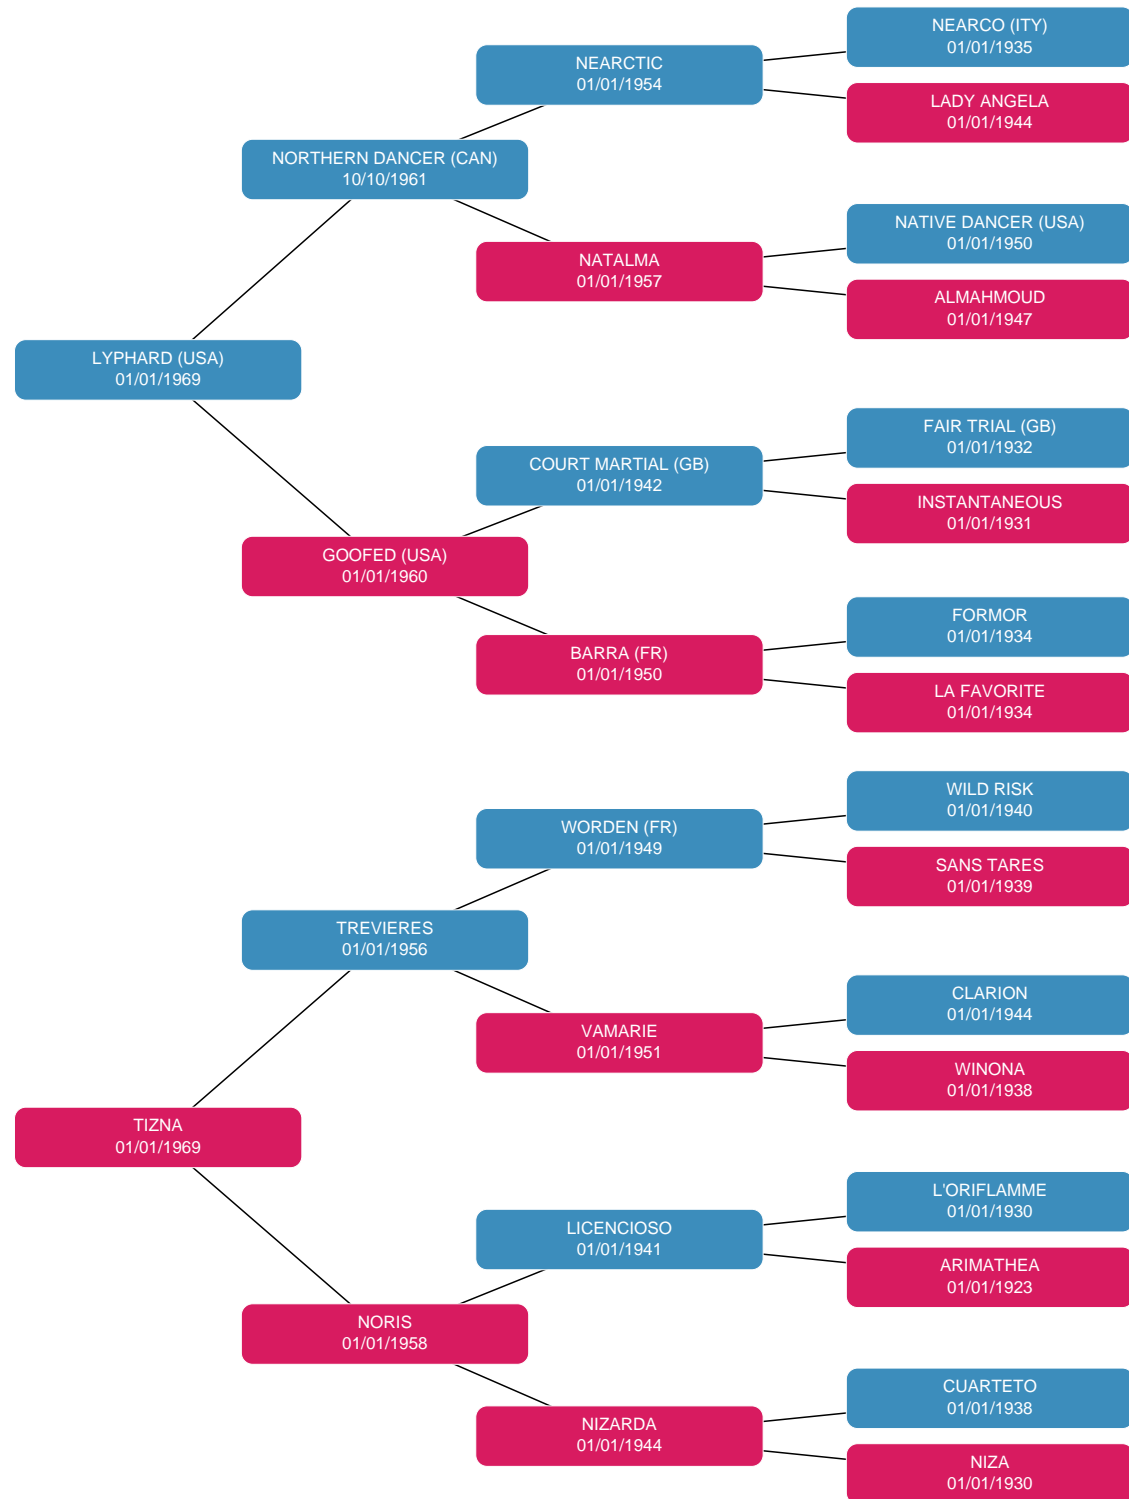 NEARCO (ITY)
01/01/1935
NEARCTIC
01/01/1954
LADY ANGELA
01/01/1944
NORTHERN DANCER (CAN)
10/10/1961
NATIVE DANCER (USA)
01/01/1950
NATALMA
01/01/1957
ALMAHMOUD
01/01/1947
LYPHARD (USA)
01/01/1969
FAIR TRIAL (GB)
01/01/1932
COURT MARTIAL (GB)
01/01/1942
INSTANTANEOUS
01/01/1931
GOOFED (USA)
01/01/1960
FORMOR
01/01/1934
BARRA (FR)
01/01/1950
LA FAVORITE
01/01/1934
WILD RISK
01/01/1940
WORDEN (FR)
01/01/1949
SANS TARES
01/01/1939
TREVIERES
01/01/1956
CLARION
01/01/1944
VAMARIE
01/01/1951
WINONA
01/01/1938
TIZNA
01/01/1969
L'ORIFLAMME
01/01/1930
LICENCIOSO
01/01/1941
ARIMATHEA
01/01/1923
NORIS
01/01/1958
CUARTETO
01/01/1938
NIZARDA
01/01/1944
NIZA
01/01/1930